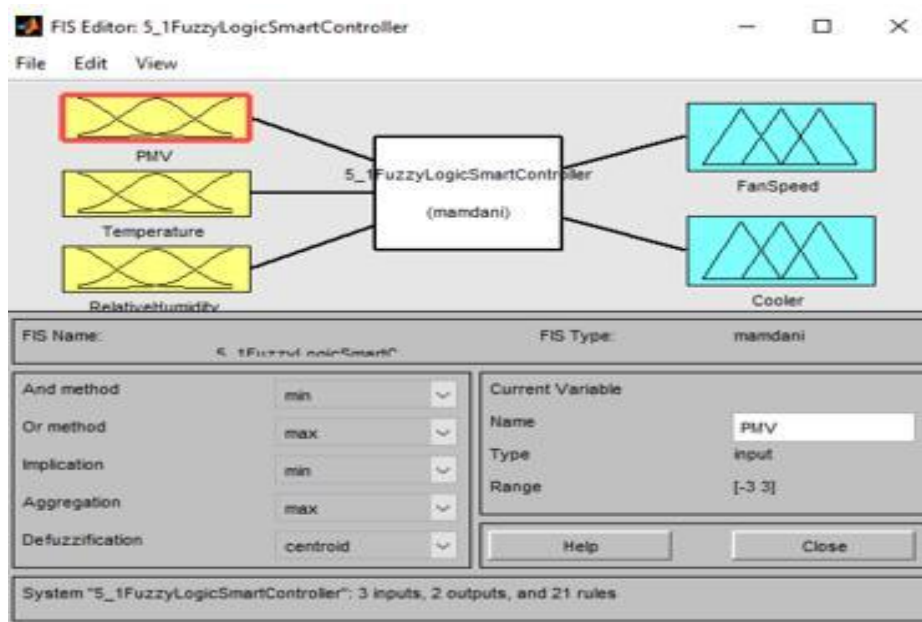 FIS Editor: 5_1FuzzyLogicSmartController
File Edit View
PMV
Temperature
RelativeHumidity
5_1FuzzyLogicSmartController
(mamdani)
FanSpeed
Cooler
FIS Name:
5_1FuzzyLogicSmartC
FIS Type:
mamdani
And method
min
Or method
max
Implication
min
Aggregation
max
Defuzzification
centroid
Current Variable
Name
PMV
Type
input
Range
[-3 3]
Help
Close
System "5_1FuzzyLogicSmartController": 3 inputs, 2 outputs, and 21 rules